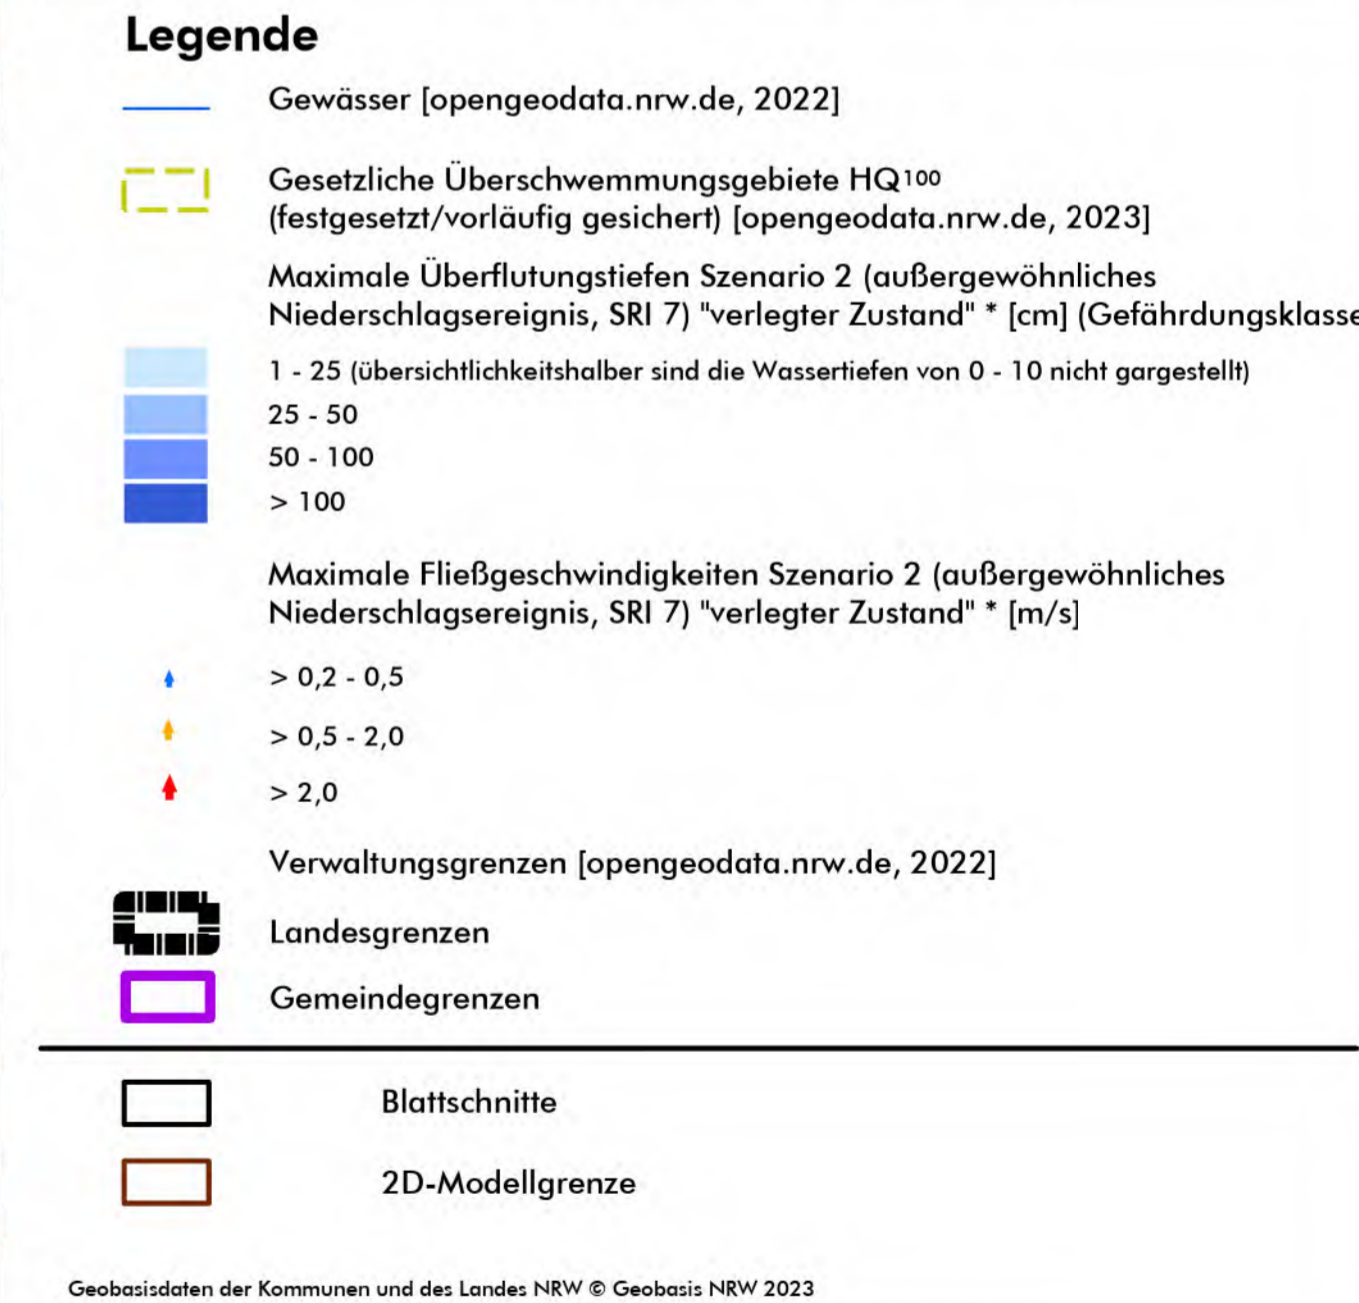 Legende
Gewässer [opengeodata.nrw.de, 2022]
Gesetzliche Überschwemmungsgebiete HQ100
(festgesetzt/vorläufig gesichert) [opengeodata.nrw.de, 2023]
Maximale Überflutungstiefen Szenario 2 (außergewöhnliches
Niederschlagsereignis, SRI 7) "verlegter Zustand" * [cm] (Gefährdungsklasse
1 - 25 (übersichtlichkeitshalber sind die Wassertiefen von 0 - 10 nicht gargestellt)
25 - 50
50 - 100
> 100
Maximale Fließgeschwindigkeiten Szenario 2 (außergewöhnliches
Niederschlagsereignis, SRI 7) "verlegter Zustand" * [m/s]
> 0,2 - 0,5
> 0,5 - 2,0
> 2,0
Verwaltungsgrenzen [opengeodata.nrw.de, 2022]
Landesgrenzen
Gemeindegrenzen
Blattschnitte
2D-Modellgrenze
Geobasisdaten der Kommunen und des Landes NRW © Geobasis NRW 2023